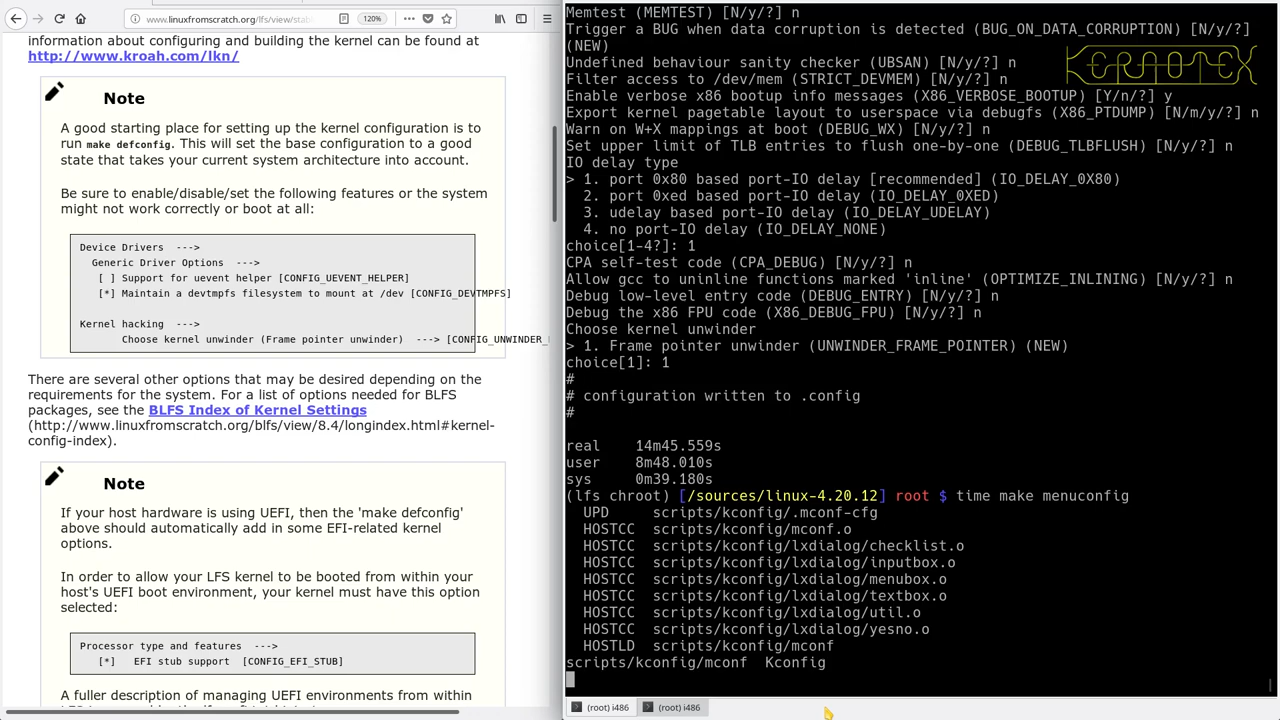 www.linuxfromscratch.org/lfs/view/stab
120%
information about configuring and building the kernel can be found at
http://www.kroah.com/lkn/
Note
A good starting place for setting up the kernel configuration is to
run make defconfig. This will set the base configuration to a good
state that takes your current system architecture into account.
Be sure to enable/disable/set the following features or the system
might not work correctly or boot at all:
Device Drivers --->
Generic Driver Options --->
[ ] Support for uevent helper [CONFIG_UEVENT_HELPER]
[*] Maintain a devtmpfs filesystem to mount at /dev [CONFIG_DEVTMPFS]
Kernel hacking --->
Choose kernel unwinder (Frame pointer unwinder) ---> [CONFIG_UNWINDER_
There are several other options that may be desired depending on the
requirements for the system. For a list of options needed for BLFS
packages, see the BLFS Index of Kernel Settings
(http://www.linuxfromscratch.org/blfs/view/8.4/longindex.html#kernel-
config-index).
Note
If your host hardware is using UEFI, then the 'make defconfig'
above should automatically add in some EFI-related kernel
options.
In order to allow your LFS kernel to be booted from within your
host's UEFI boot environment, your kernel must have this option
selected:
Processor type and features --->
[*] EFI stub support [CONFIG_EFI_STUB]
A fuller description of managing UEFI environments from within
Memtest (MEMTEST) [N/y/?] n
Trigger a BUG when data corruption is detected (BUG_ON_DATA_CORRUPTION) [N/y/?]
(NEW)
Undefined behaviour sanity checker (UBSAN) [N/y/?] n
Filter access to /dev/mem (STRICT_DEVMEM) [N/y/?] n
Enable verbose x86 bootup info messages (X86_VERBOSE_BOOTUP) [Y/n/?] y
Export kernel pagetable layout to userspace via debugfs (X86_PTDUMP) [N/m/y/?] n
Warn on W+X mappings at boot (DEBUG_WX) [N/y/?] n
Set upper limit of TLB entries to flush one-by-one (DEBUG_TLBFLUSH) [N/y/?] n
IO delay type
> 1. port 0x80 based port-IO delay [recommended] (IO_DELAY_0X80)
2. port 0xed based port-IO delay (IO_DELAY_0XED)
3. udelay based port-IO delay (IO_DELAY_UDELAY)
4. no port-IO delay (IO_DELAY_NONE)
choice[1-4?]: 1
CPA self-test code (CPA_DEBUG) [N/y/?] n
Allow gcc to uninline functions marked 'inline' (OPTIMIZE_INLINING) [N/y/?] n
Debug low-level entry code (DEBUG_ENTRY) [N/y/?] n
Debug the x86 FPU code (X86_DEBUG_FPU) [N/y/?] n
Choose kernel unwinder
> 1. Frame pointer unwinder (UNWINDER_FRAME_POINTER) (NEW)
choice[1]: 1
#
# configuration written to .config
#
real 14m45.559s
user 8m48.010s
sys 0m39.180s
(lfs chroot) [/sources/linux-4.20.12] root $ time make menuconfig
UPD scripts/kconfig/.mconf-cfg
HOSTCC scripts/kconfig/mconf.o
HOSTCC scripts/kconfig/lxdialog/checklist.o
HOSTCC scripts/kconfig/lxdialog/inputbox.o
HOSTCC scripts/kconfig/lxdialog/menubox.o
HOSTCC scripts/kconfig/lxdialog/textbox.o
HOSTCC scripts/kconfig/lxdialog/util.o
HOSTCC scripts/kconfig/lxdialog/yesno.o
HOSTLD scripts/kconfig/mconf
scripts/kconfig/mconf Kconfig
(root) i486
(root) i486
KERAOTEX